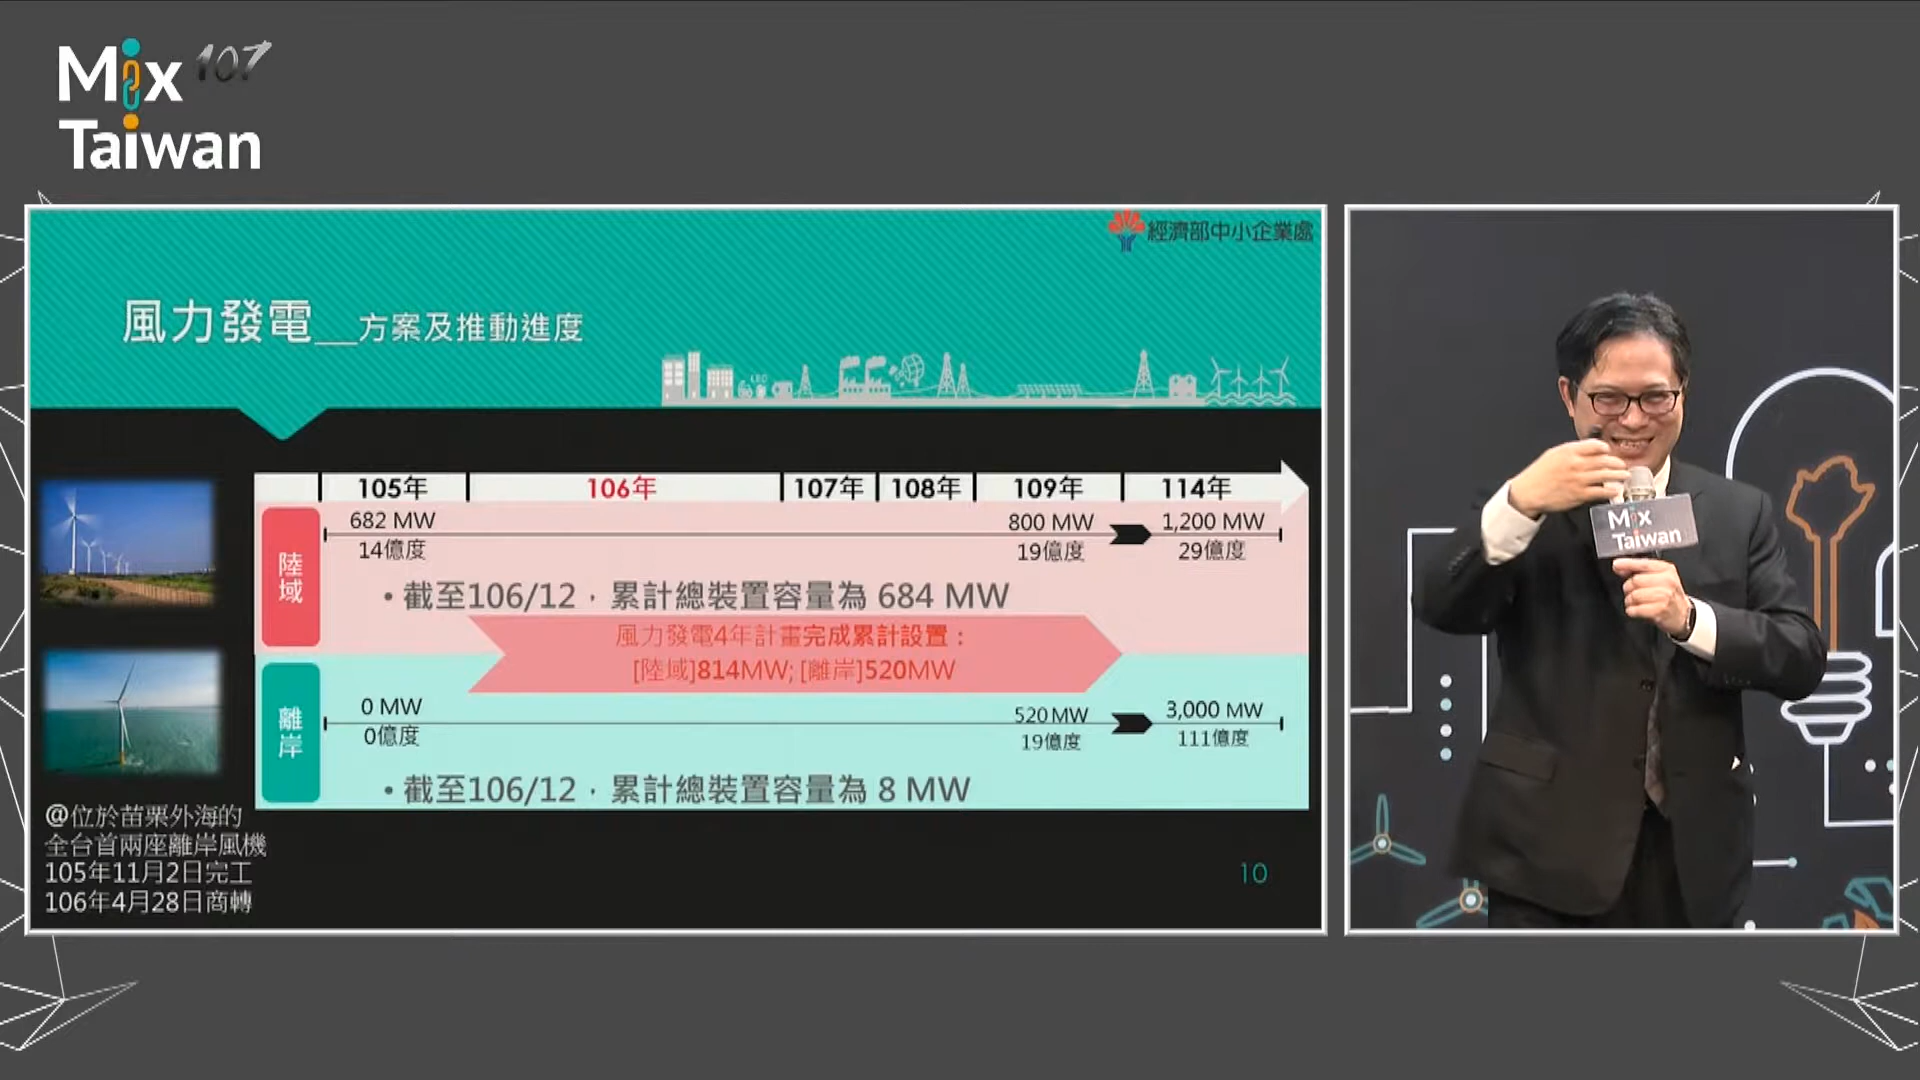 Mix 107
Taiwan
經濟部中小企業處
風力發電__方案及推動進度
105年 106年 107年 108年 109年 114年
陸域
682 MW 800 MW 1,200 MW
14億度 19億度 29億度
•截至106/12，累計總裝置容量為 684 MW
風力發電4年計畫完成累計設置：
[陸域]814MW; [離岸]520MW
離岸
0 MW 520 MW 3,000 MW
0億度 19億度 111億度
•截至106/12，累計總裝置容量為 8 MW
@位於苗栗外海的
全台首兩座離岸風機
105年11月2日完工
106年4月28日商轉
10
Mix
Taiwan